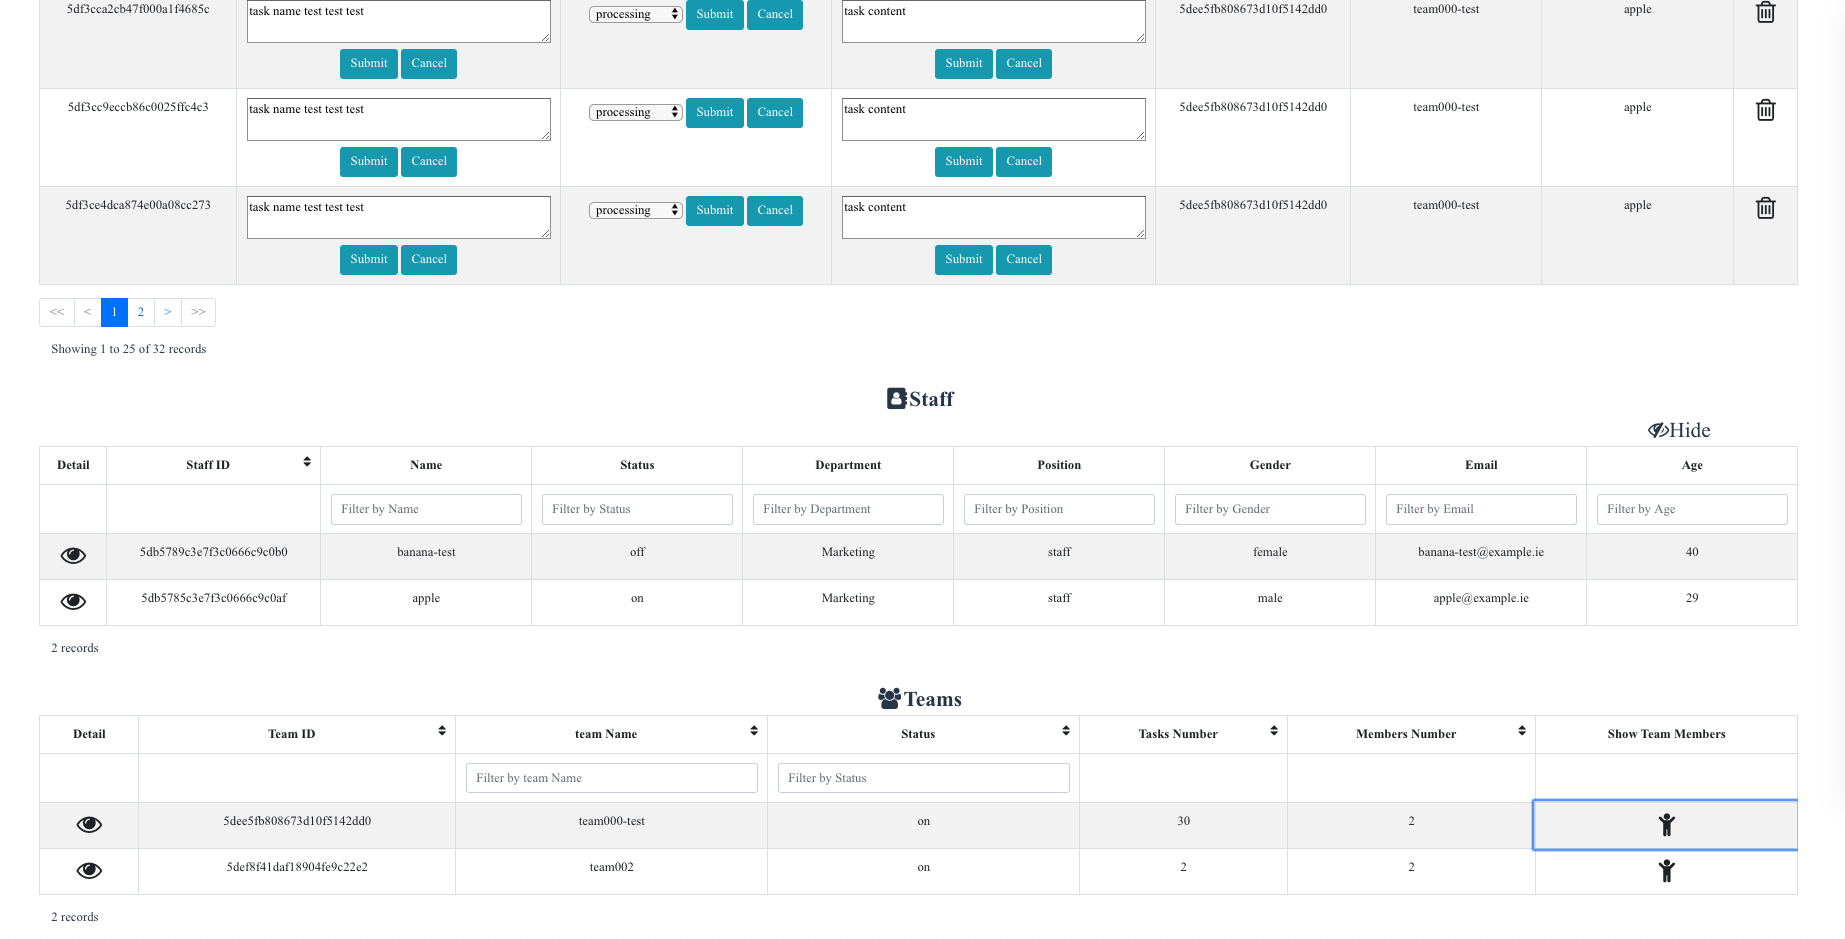 5df3cca2cb47f000a1f4685c task name test test test processing Submit Cancel task content 5dee5fb808673d10f5142dd0 team000-test apple
Submit Cancel Submit Cancel
5df3cc9eccb86c0025ffc4c3 task name test test test processing Submit Cancel task content 5dee5fb808673d10f5142dd0 team000-test apple
Submit Cancel Submit Cancel
5df3ce4dca874e00a08cc273 task name test test test processing Submit Cancel task content 5dee5fb808673d10f5142dd0 team000-test apple
Submit Cancel Submit Cancel
<< < 1 2 > >>
Showing 1 to 25 of 32 records
Staff
Hide
Detail Staff ID Name Status Department Position Gender Email Age
Filter by Name Filter by Status Filter by Department Filter by Position Filter by Gender Filter by Email Filter by Age
5db5789c3e7f3c0666c9c0b0 banana-test off Marketing staff female banana-test@example.ie 40
5db5785c3e7f3c0666c9c0af apple on Marketing staff male apple@example.ie 29
2 records
Teams
Detail Team ID team Name Status Tasks Number Members Number Show Team Members
Filter by team Name Filter by Status
5dee5fb808673d10f5142dd0 team000-test on 30 2
5def8f41daf18904fe9c22e2 team002 on 2 2
2 records